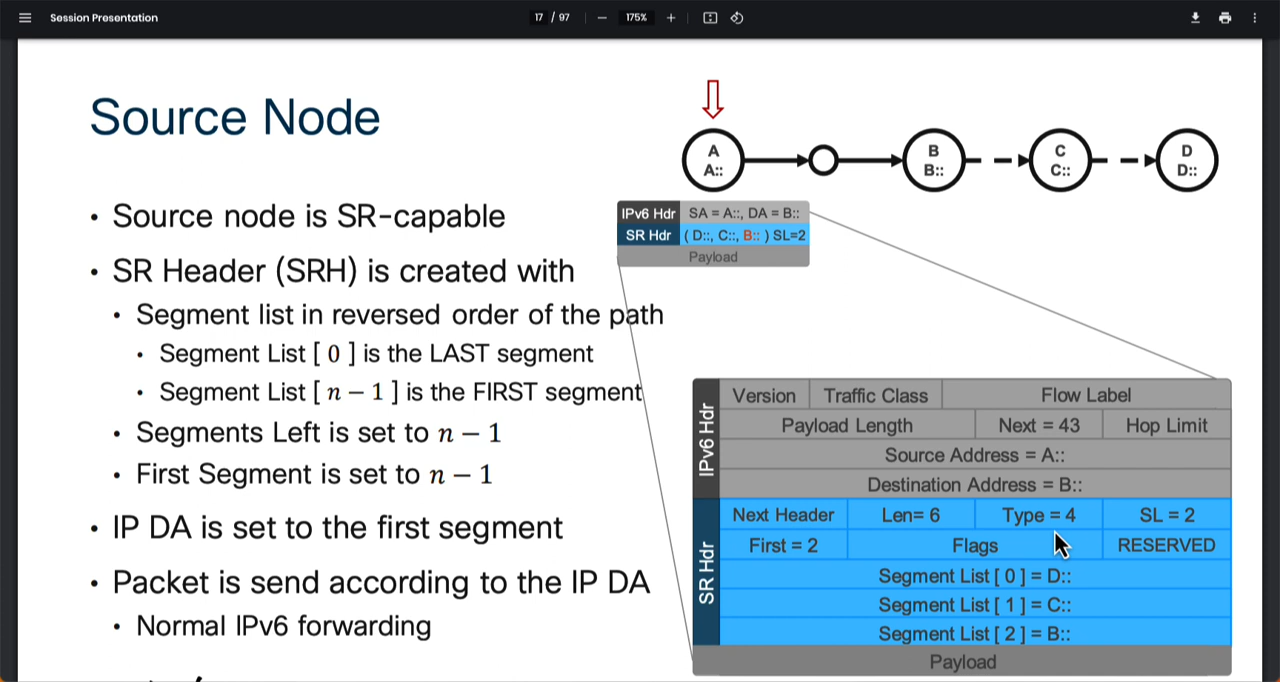 Session Presentation
17 / 97
175%
Source Node
A
A::
B
B::
C
C::
D
D::
IPv6 Hdr SA = A::, DA = B::
SR Hdr ( D::, C::, B:: ) SL=2
Payload
• Source node is SR-capable
• SR Header (SRH) is created with
• Segment list in reversed order of the path
• Segment List [ 0 ] is the LAST segment
• Segment List [ n − 1 ] is the FIRST segment
• Segments Left is set to n − 1
• First Segment is set to n − 1
• IP DA is set to the first segment
• Packet is send according to the IP DA
• Normal IPv6 forwarding
IPv6 Hdr
Version Traffic Class Flow Label
Payload Length Next = 43 Hop Limit
Source Address = A::
Destination Address = B::
SR Hdr
Next Header Len= 6 Type = 4 SL = 2
First = 2 Flags RESERVED
Segment List [ 0 ] = D::
Segment List [ 1 ] = C::
Segment List [ 2 ] = B::
Payload